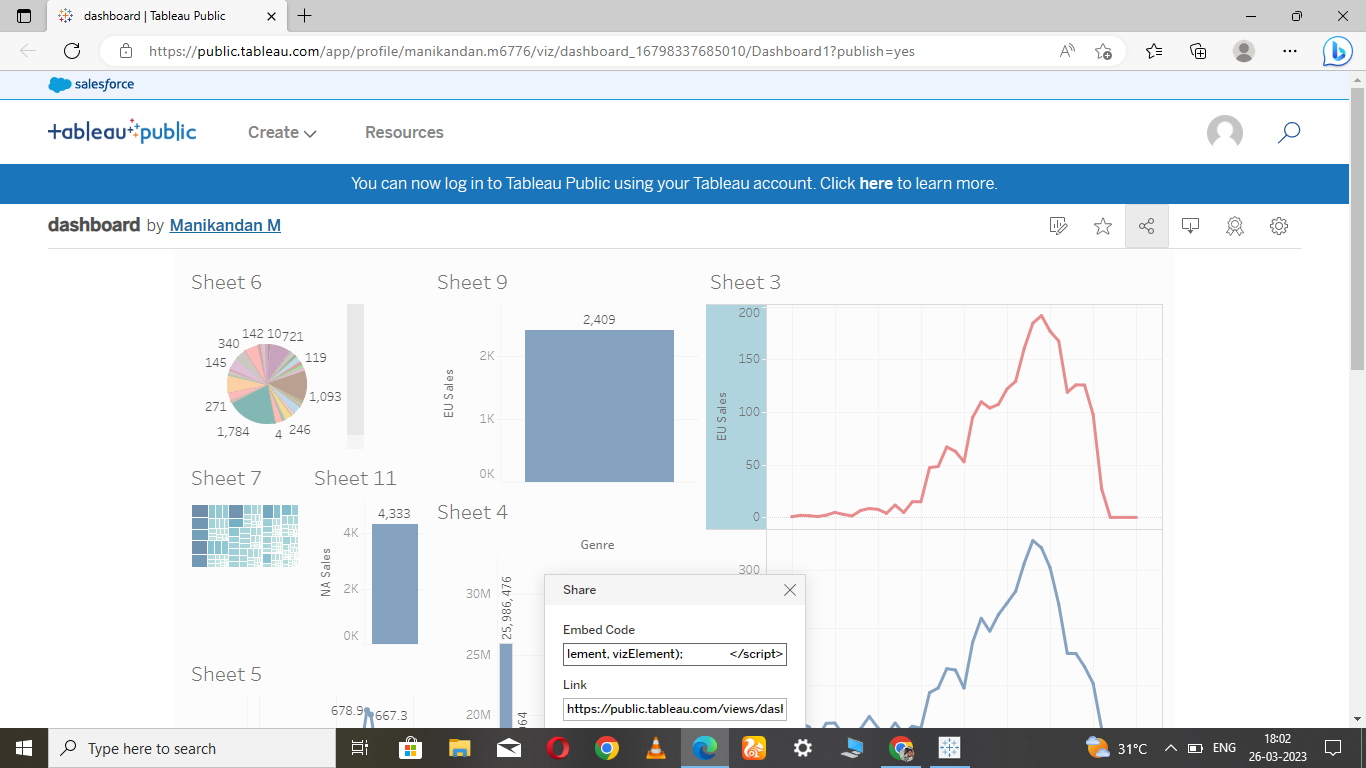 dashboard | Tableau Public
https://public.tableau.com/app/profile/manikandan.m6776/viz/dashboard_16798337685010/Dashboard1?publish=yes
salesforce
+ableau+public
Create
Resources
You can now log in to Tableau Public using your Tableau account. Click here to learn more.
dashboard by Manikandan M
Sheet 6
340
142
10
721
119
145
1,093
271
246
1,784
4
Sheet 9
2,409
2K
1K
0K
EU Sales
Sheet 3
200
150
100
50
0
EU Sales
300
Sheet 7
Sheet 11
4,333
4K
2K
0K
NA Sales
Sheet 4
Genre
30M
25M
20M
25,986,476
Sheet 5
678.9
667.3
Share
Embed Code
lement, vizElement); </script>
Link
https://public.tableau.com/views/dasl
Type here to search
31°C
ENG
18:02
26-03-2023